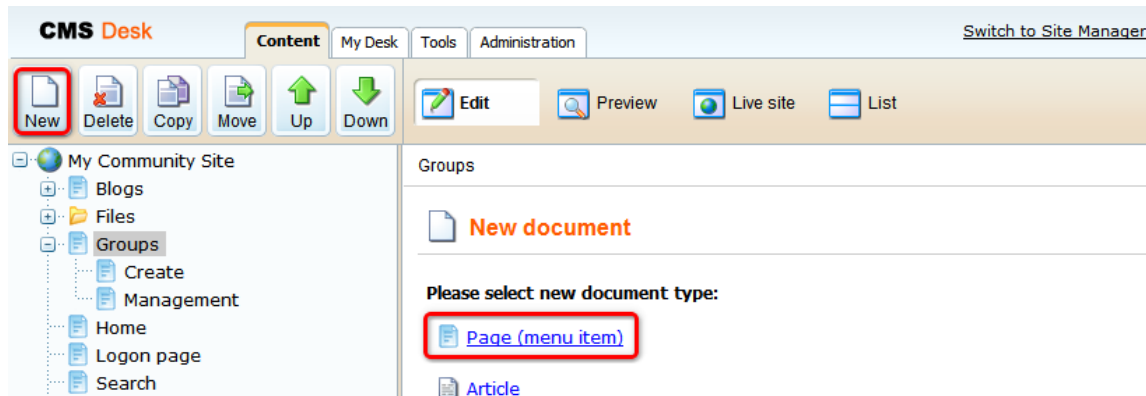 CMS Desk
Content My Desk Tools Administration
Switch to Site Manager
New Delete Copy Move Up Down
Edit Preview Live site List
My Community Site
Blogs
Files
Groups
Create
Management
Home
Logon page
Search
Groups
New document
Please select new document type:
Page (menu item)
Article